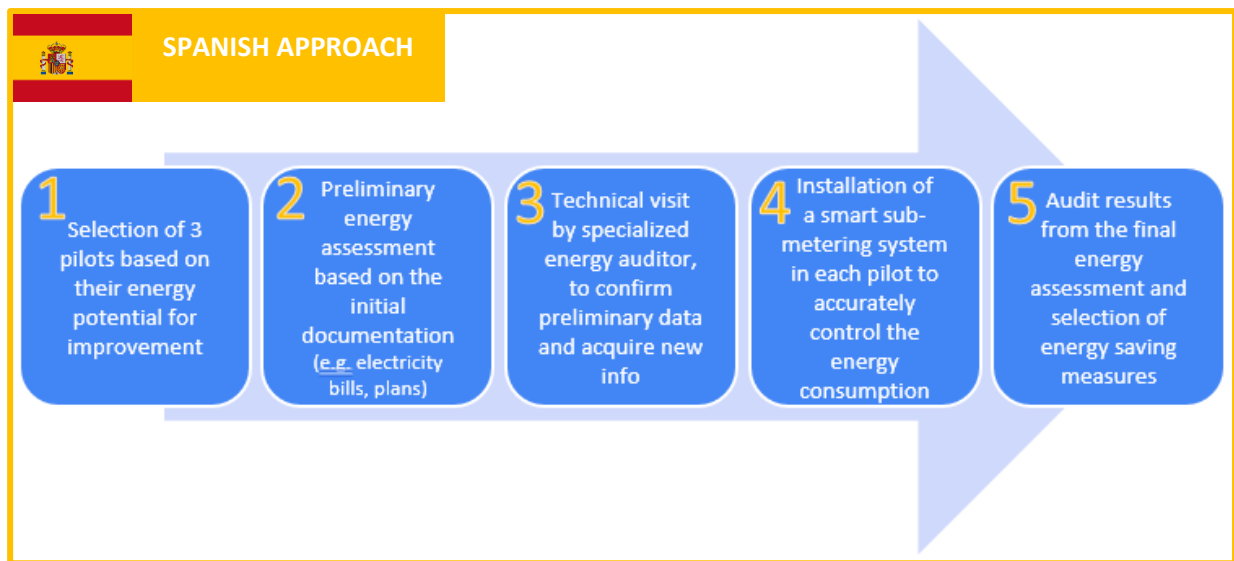 SPANISH APPROACH
1
Selection of 3
pilots based on
their energy
potential for
improvement
2
Preliminary
energy
assessment
based on the
initial
documentation
(e.g. electricity
bills, plans)
3
Technical visit
by specialized
energy auditor,
to confirm
preliminary data
and acquire new
info
4
Installation of
a smart sub-
metering system
in each pilot to
accurately
control the
energy
consumption
5
Audit results
from the final
energy
assessment and
selection of
energy saving
measures